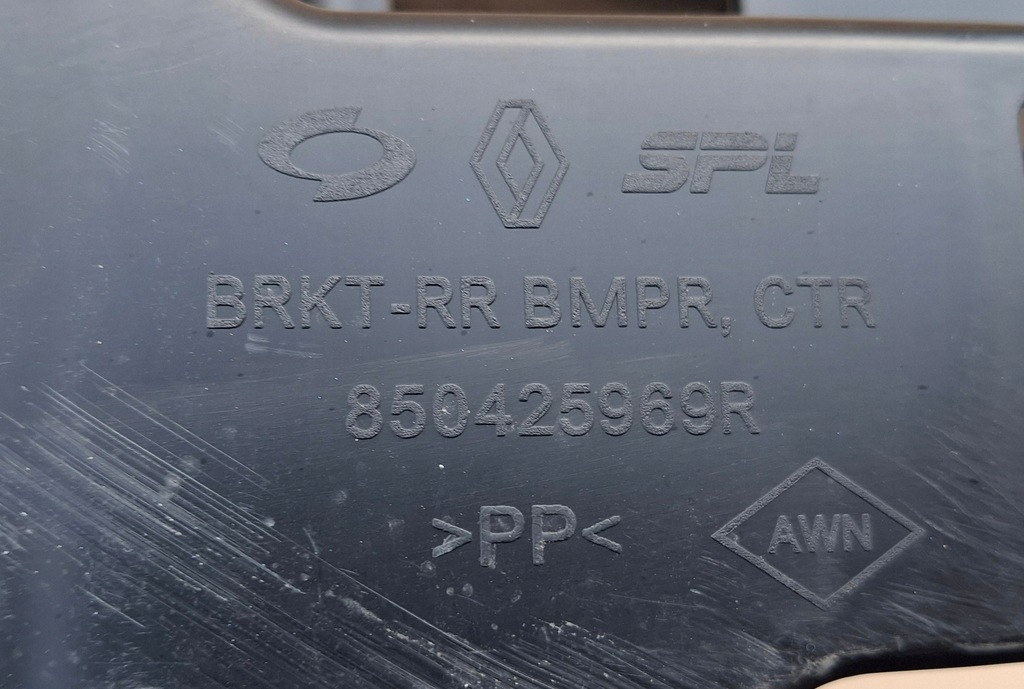 SPL
BRKT-RR BMPR, CTR
850425969R
>PP<
AWN